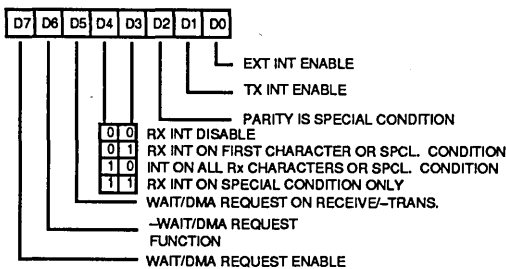 D7 D6 D5 D4 D3 D2 D1 D0
EXT INT ENABLE
TX INT ENABLE
PARITY IS SPECIAL CONDITION
0 0 RX INT DISABLE
0 1 RX INT ON FIRST CHARACTER OR SPCL. CONDITION
1 0 INT ON ALL Rx CHARACTERS OR SPCL. CONDITION
1 1 RX INT ON SPECIAL CONDITION ONLY
WAIT/DMA REQUEST ON RECEIVE/–TRANS.
–WAIT/DMA REQUEST
FUNCTION
WAIT/DMA REQUEST ENABLE